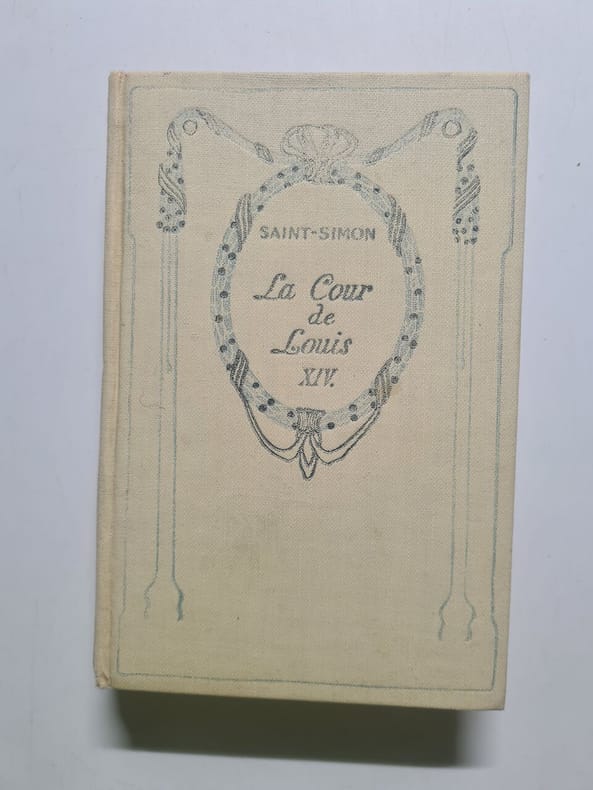 SAINT-SIMON
La Cour
de
Louis
XIV.